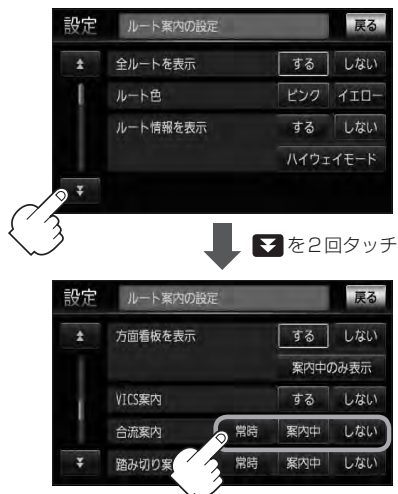 設定 ルート案内の設定 戻る
全ルートを表示 する しない
ルート色 ピンク イエロー
ルート情報を表示 する しない
ハイウェイモード
を2回タッチ
設定 ルート案内の設定 戻る
方面看板を表示 する しない
案内中のみ表示
VICS案内 する しない
合流案内 常時 案内中 しない
踏み切り案 常時 案内中 しない